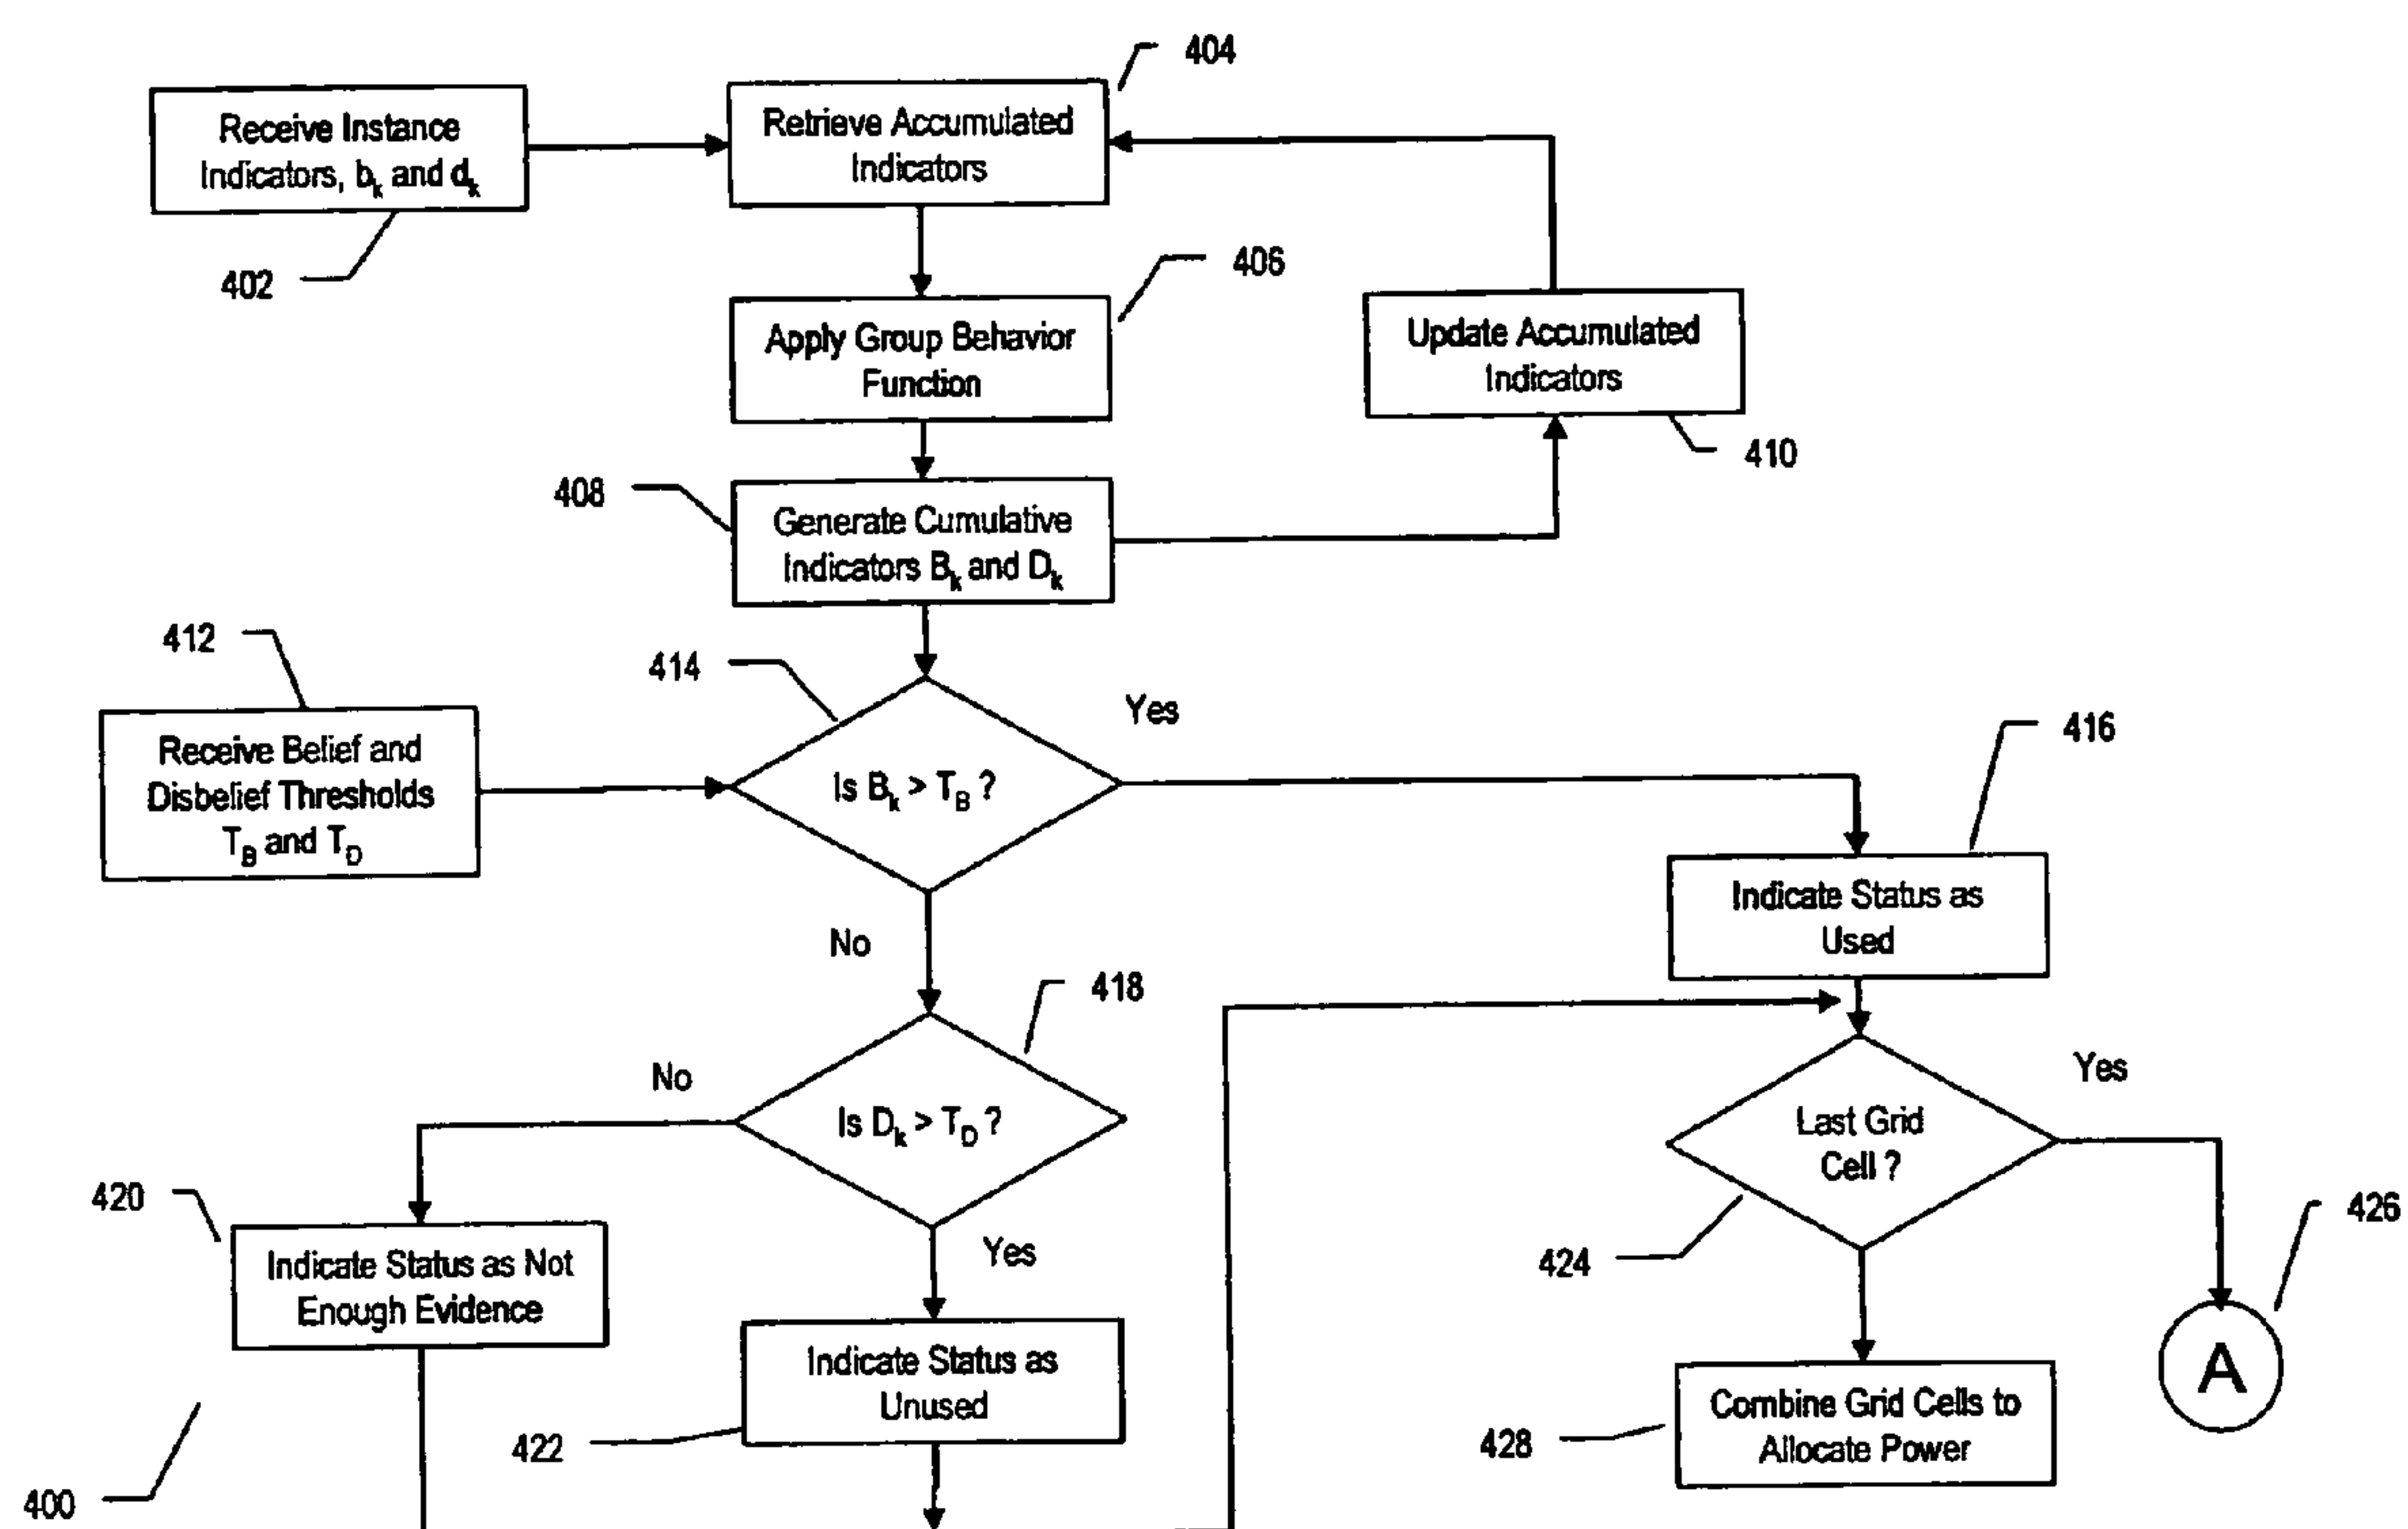 404
Receive Instance
Indicators, bk and dk
Retrieve Accumulated
Indicators
402
406
Apply Group Behavior
Function
Update Accumulated
Indicators
410
408
Generate Cumulative
Indicators Bk and Dk
412
414
Yes
416
Receive Belief and
Disbelief Thresholds
TB and TD
Is Bk > TB ?
Indicate Status as
Used
No
418
No
Yes
Is Dk > TD ?
Last Grid
Cell ?
420
426
Indicate Status as Not
Enough Evidence
Yes
424
Indicate Status as
Unused
A
Combine Grid Cells to
Allocate Power
422
428
400